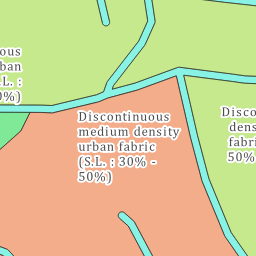 ous
rban
S.L. :
0%)
Discontinuous
medium density
urban fabric
(S.L. : 30% -
50%)
Disco
dens
fabri
50%